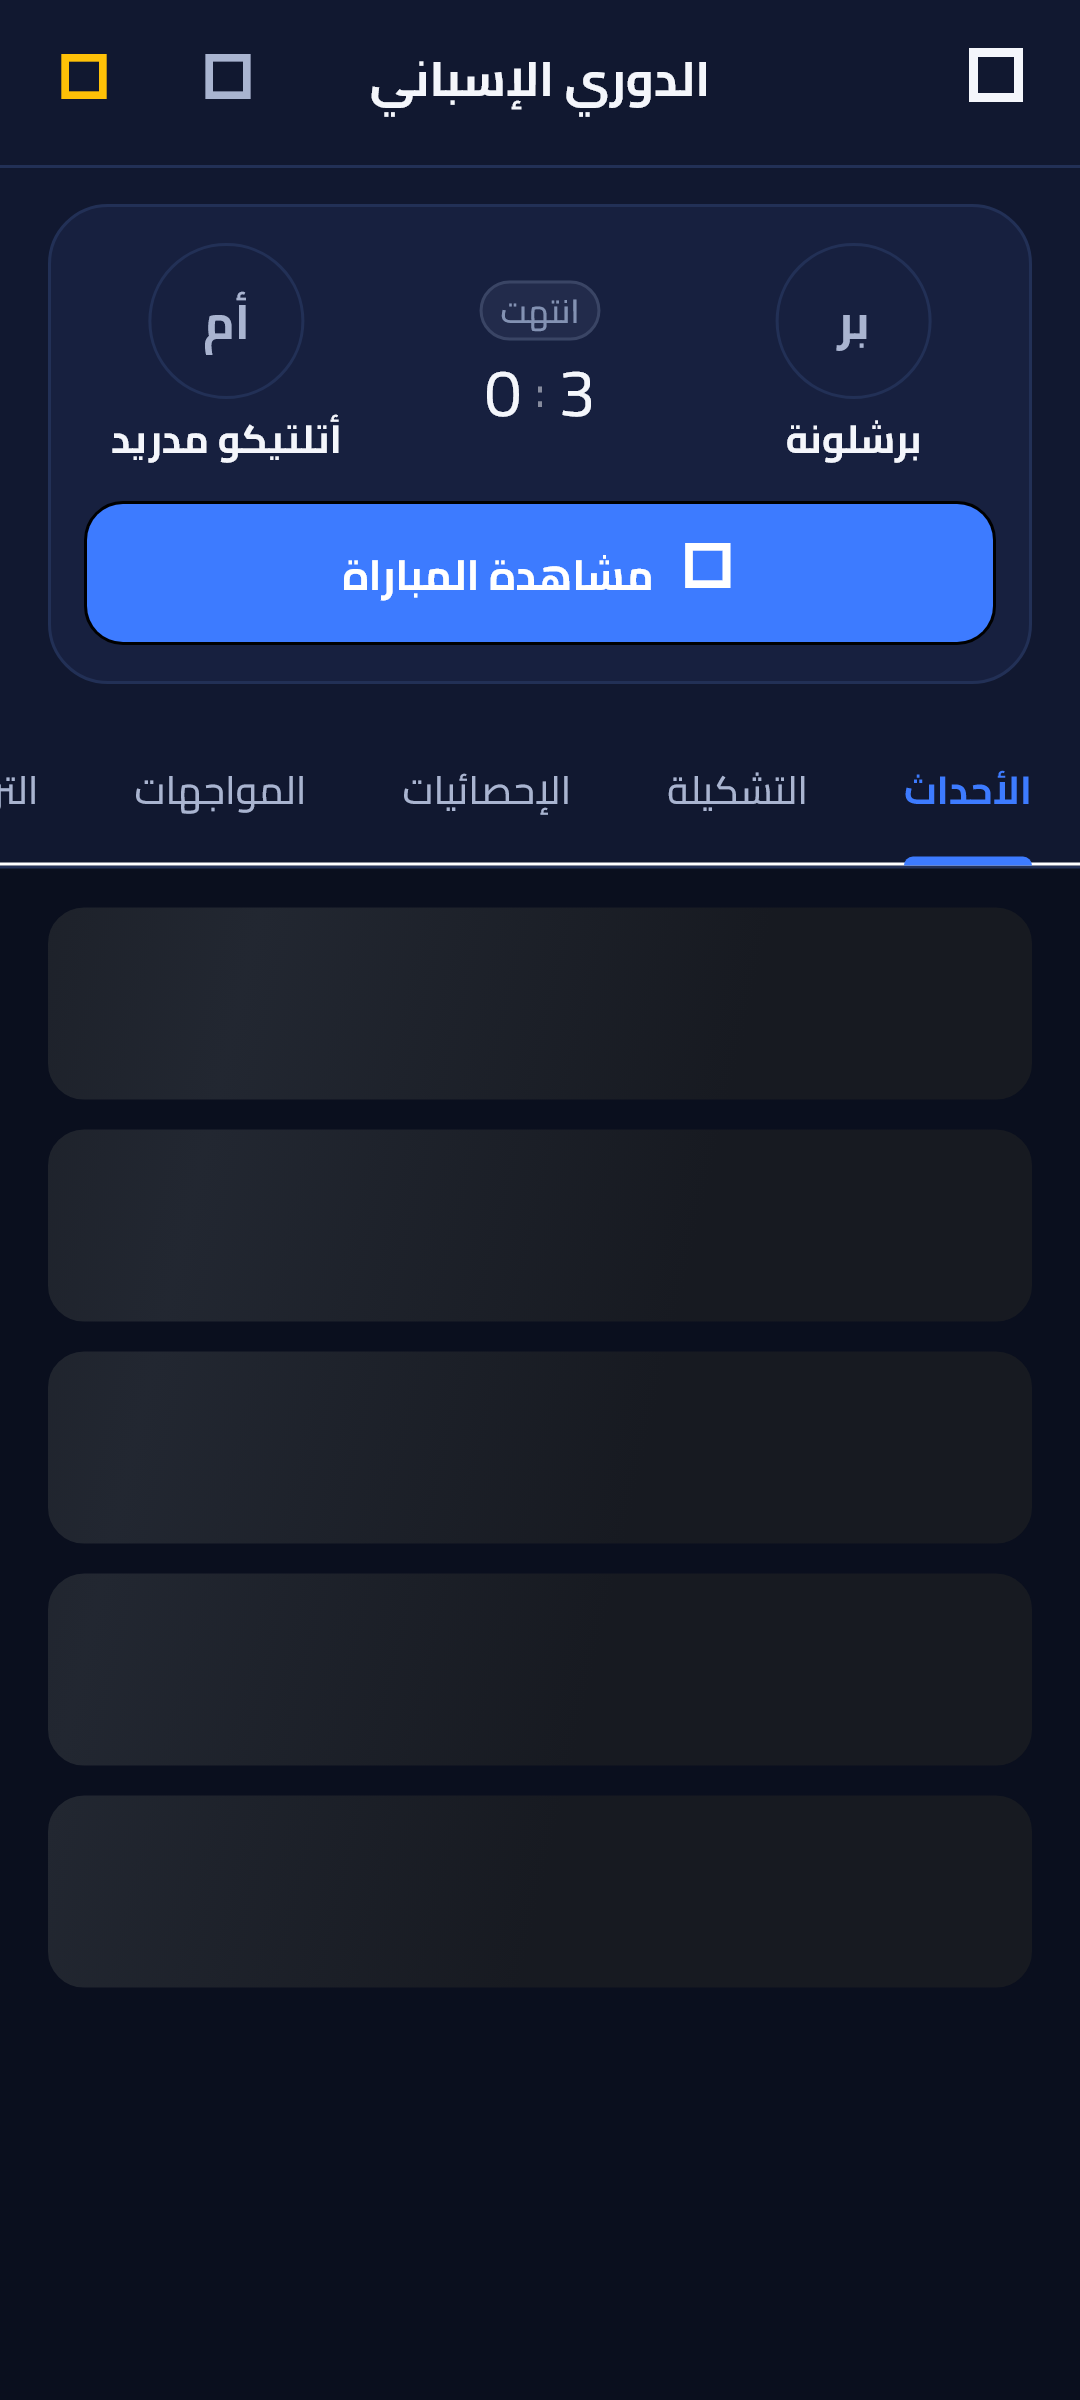 الدوري الإسباني
بر
برشلونة
انتهت
3 : 0
أم
أتلتيكو مدريد
مشاهدة المباراة
الأحداث التشكيلة الإحصائيات المواجهات